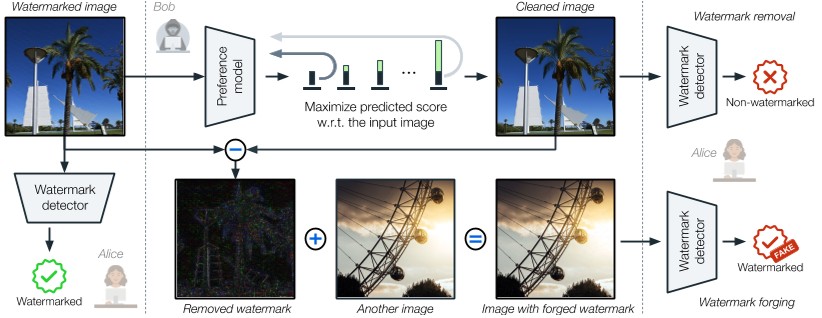 Watermarked image
Bob
Preference
model
Maximize predicted score
w.r.t. the input image
...
Cleaned image
Watermark removal
Watermark
detector
Non-watermarked
Alice
Watermark
detector
Watermarked
Alice
Removed watermark
Another image
Image with forged watermark
Watermark
detector
FAKE
Watermarked
Watermark forging